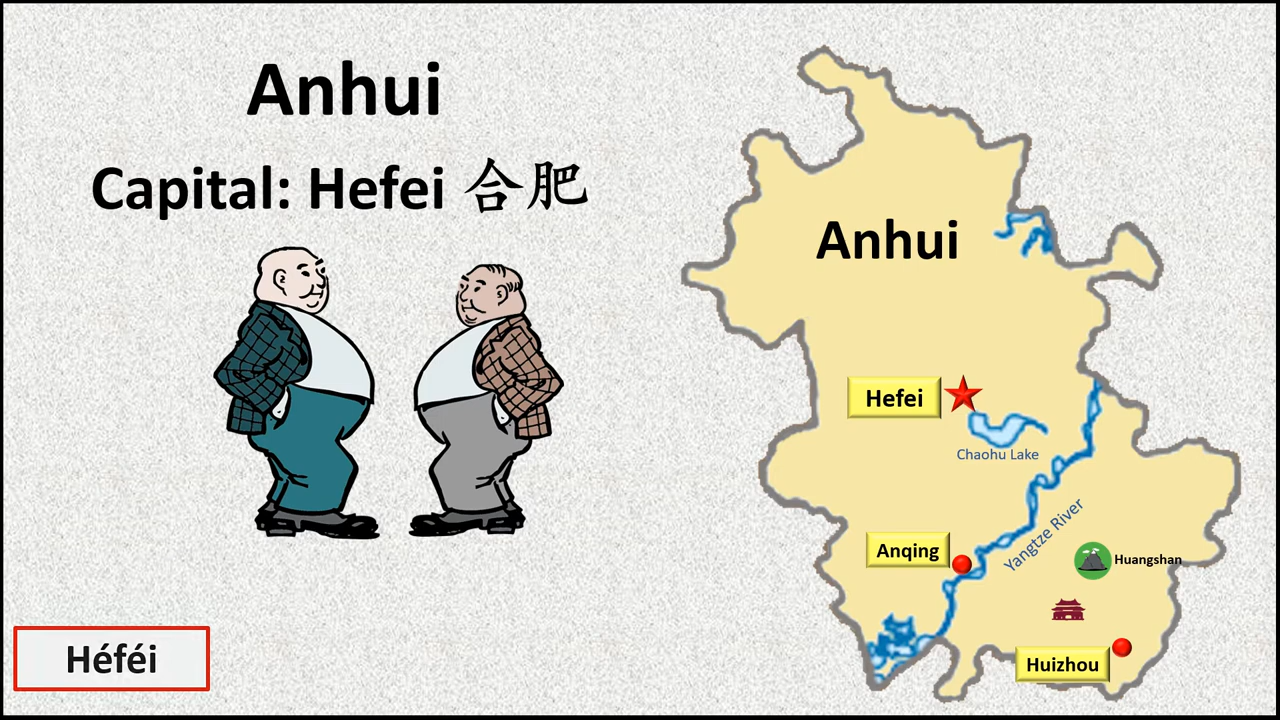 Anhui
Capital: Hefei 合肥
Anhui
Hefei
Chaohu Lake
Yangtze River
Anqing
Huangshan
Huizhou
Héféi